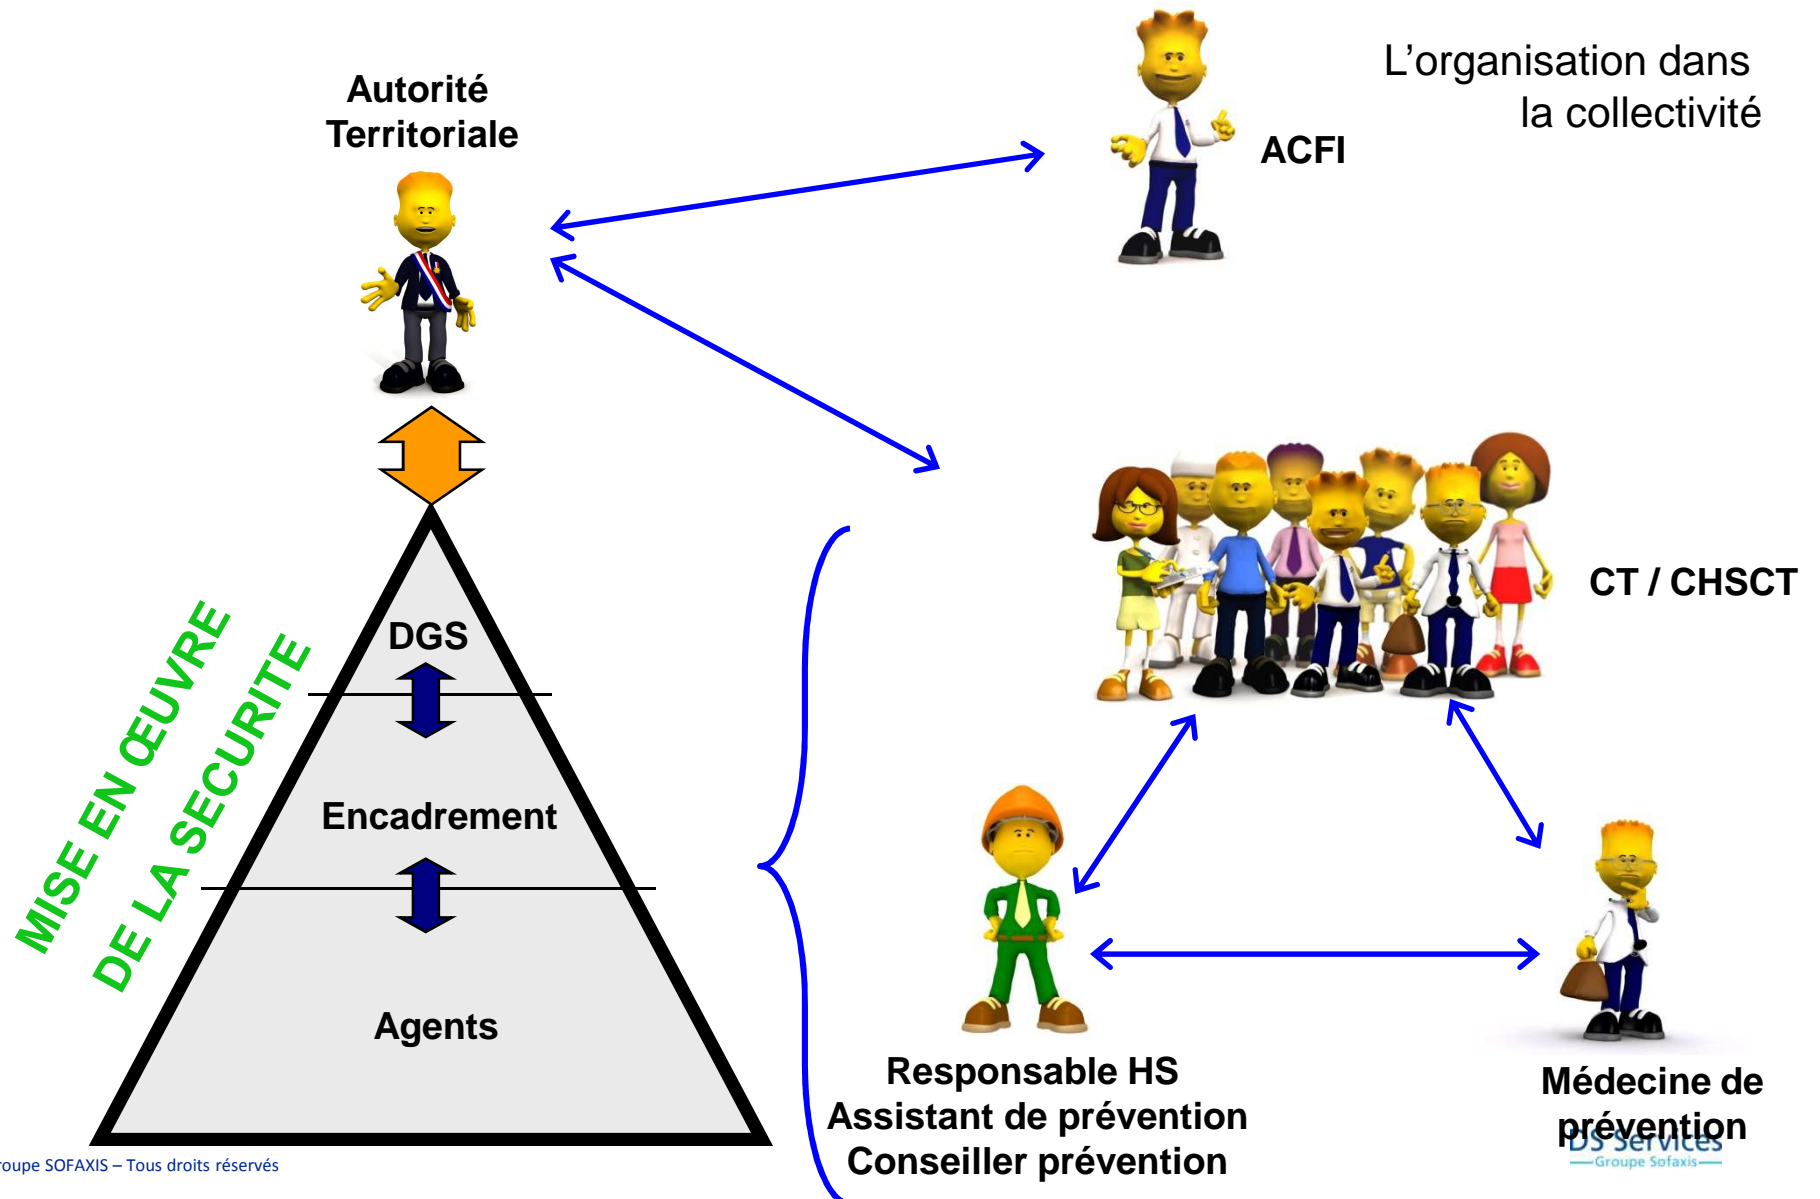 L'organisation dans
la collectivité
Autorité
Territoriale
ACFI
CT / CHSCT
DGS
Encadrement
Agents
MISE EN ŒUVRE
DE LA SECURITE
Responsable HS
Assistant de prévention
Conseiller prévention
Médecine de
prévention
DS Services
Groupe Sofaxis
roupe SOFAXIS – Tous droits réservés